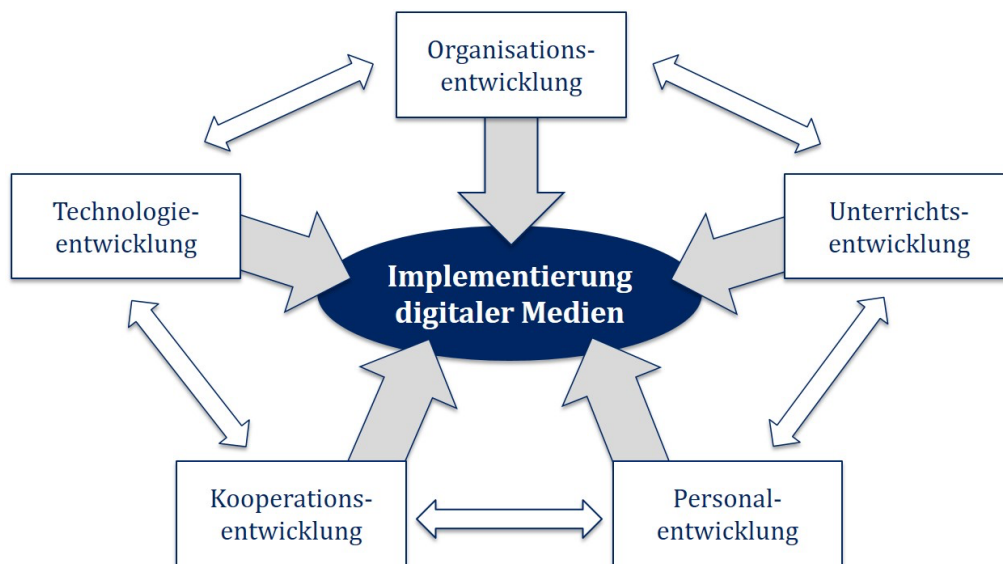 Organisations-
entwicklung
Technologie-
entwicklung
Unterrichts-
entwicklung
Implementierung
digitaler Medien
Kooperations-
entwicklung
Personal-
entwicklung